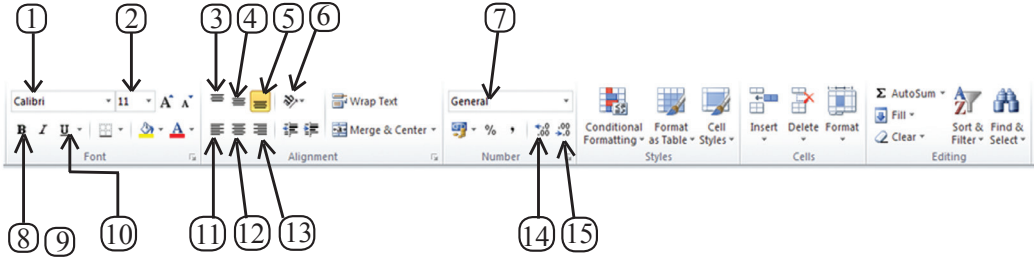 1 2 3 4 5 6 7
Calibri 11 A A Wrap Text General Σ AutoSum
B I U A Merge & Center % , .00 .0 Conditional Formatting Format as Table Cell Styles Insert Delete Format Fill Clear Sort & Filter Find & Select
Font Alignment Number Styles Cells Editing
8 9 10 11 12 13 14 15